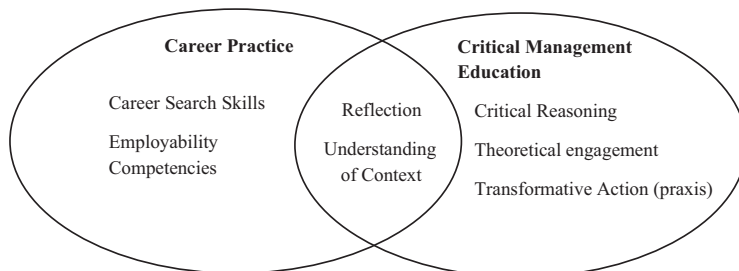 Career Practice
Career Search Skills
Employability
Competencies
Reflection
Understanding
of Context
Critical Management
Education
Critical Reasoning
Theoretical engagement
Transformative Action (praxis)